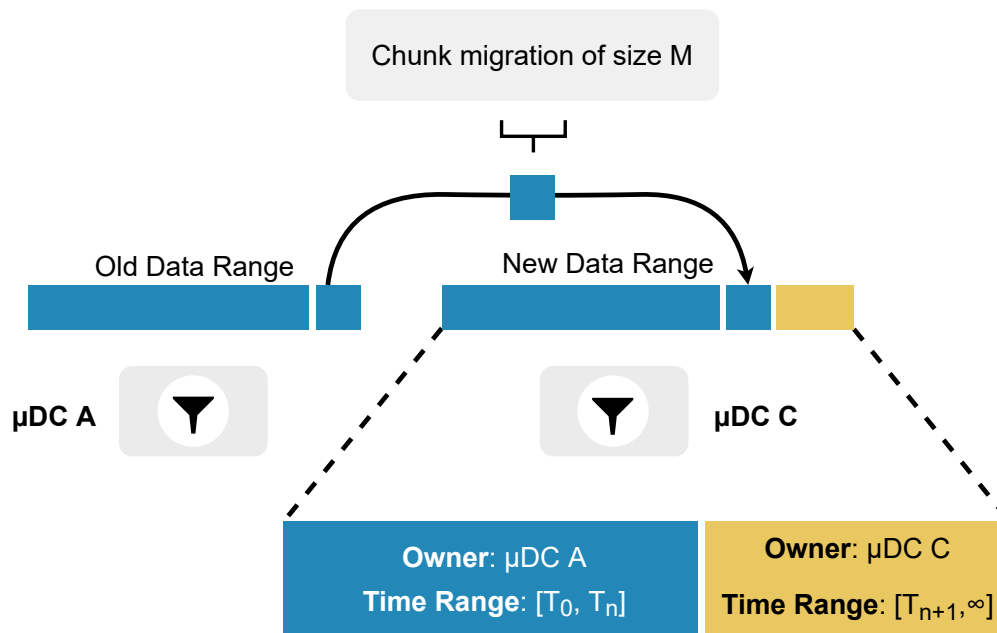 Chunk migration of size M
Old Data Range
New Data Range
µDC A
µDC C
Owner: µDC A
Time Range: [T₀, Tₙ]
Owner: µDC C
Time Range: [Tₙ₊₁,∞]